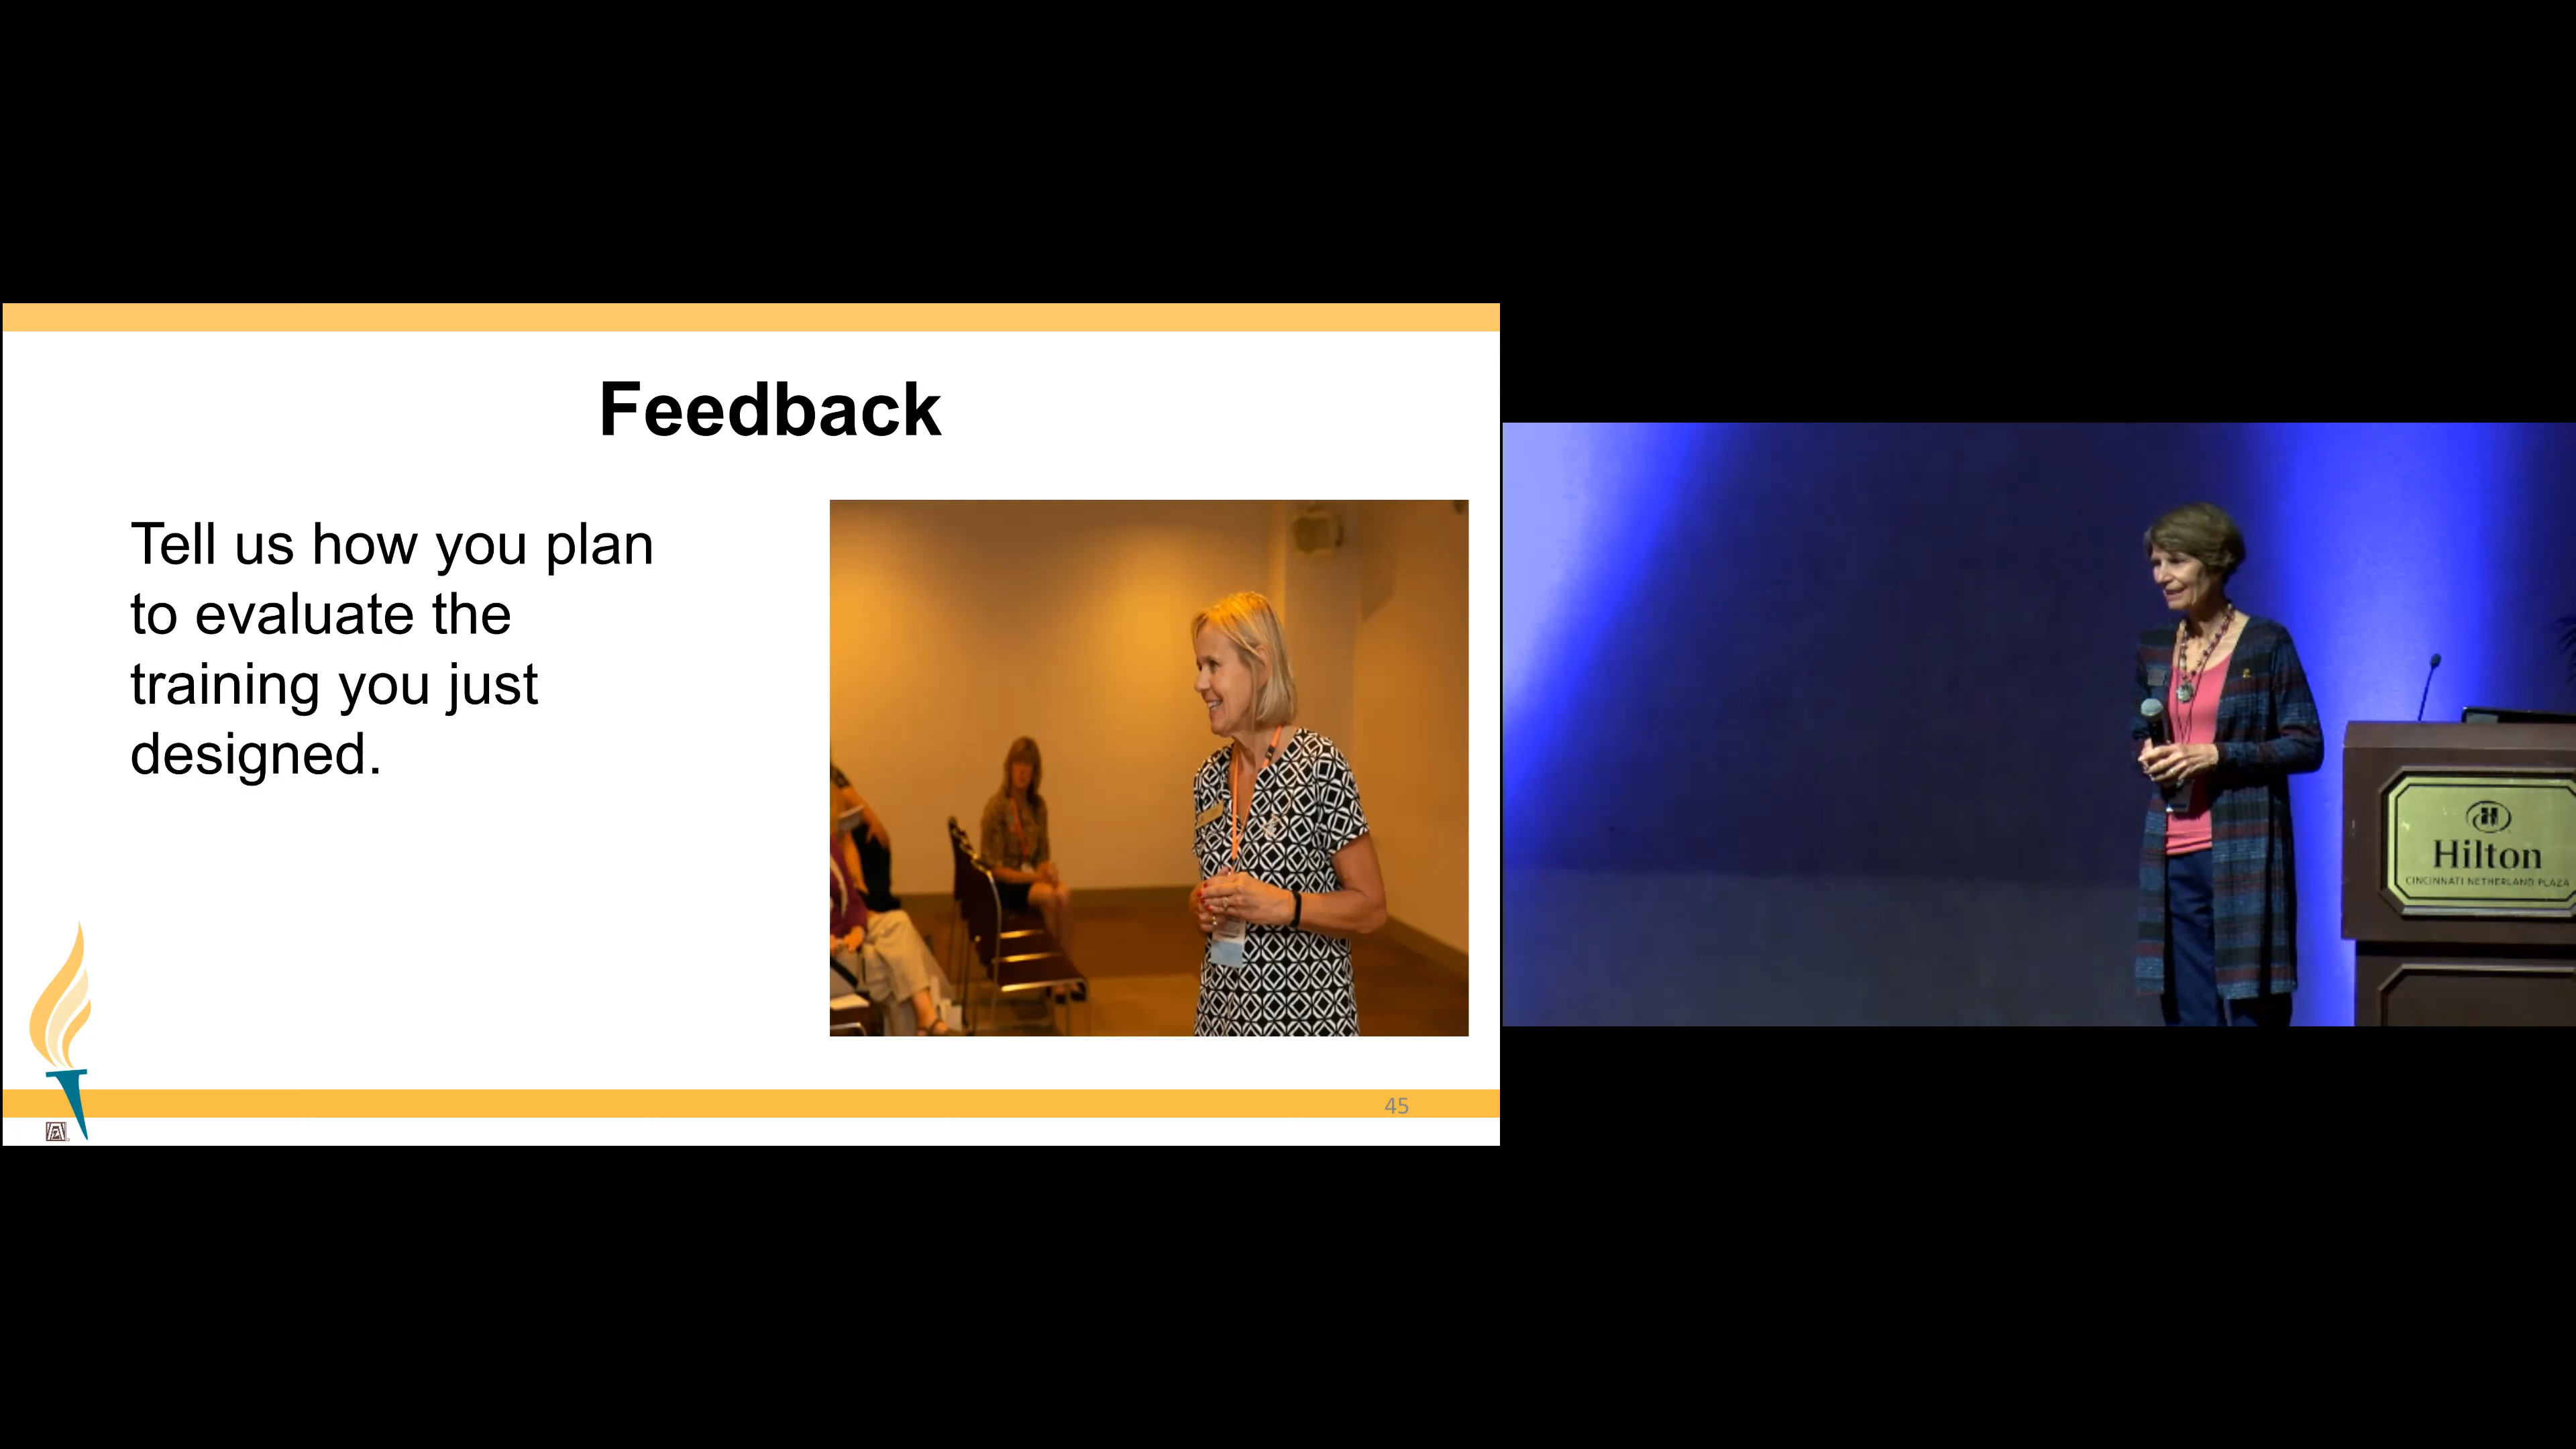 Feedback
Tell us how you plan
to evaluate the
training you just
designed.
45
Hilton
CINCINNATI NETHERLAND PLAZA